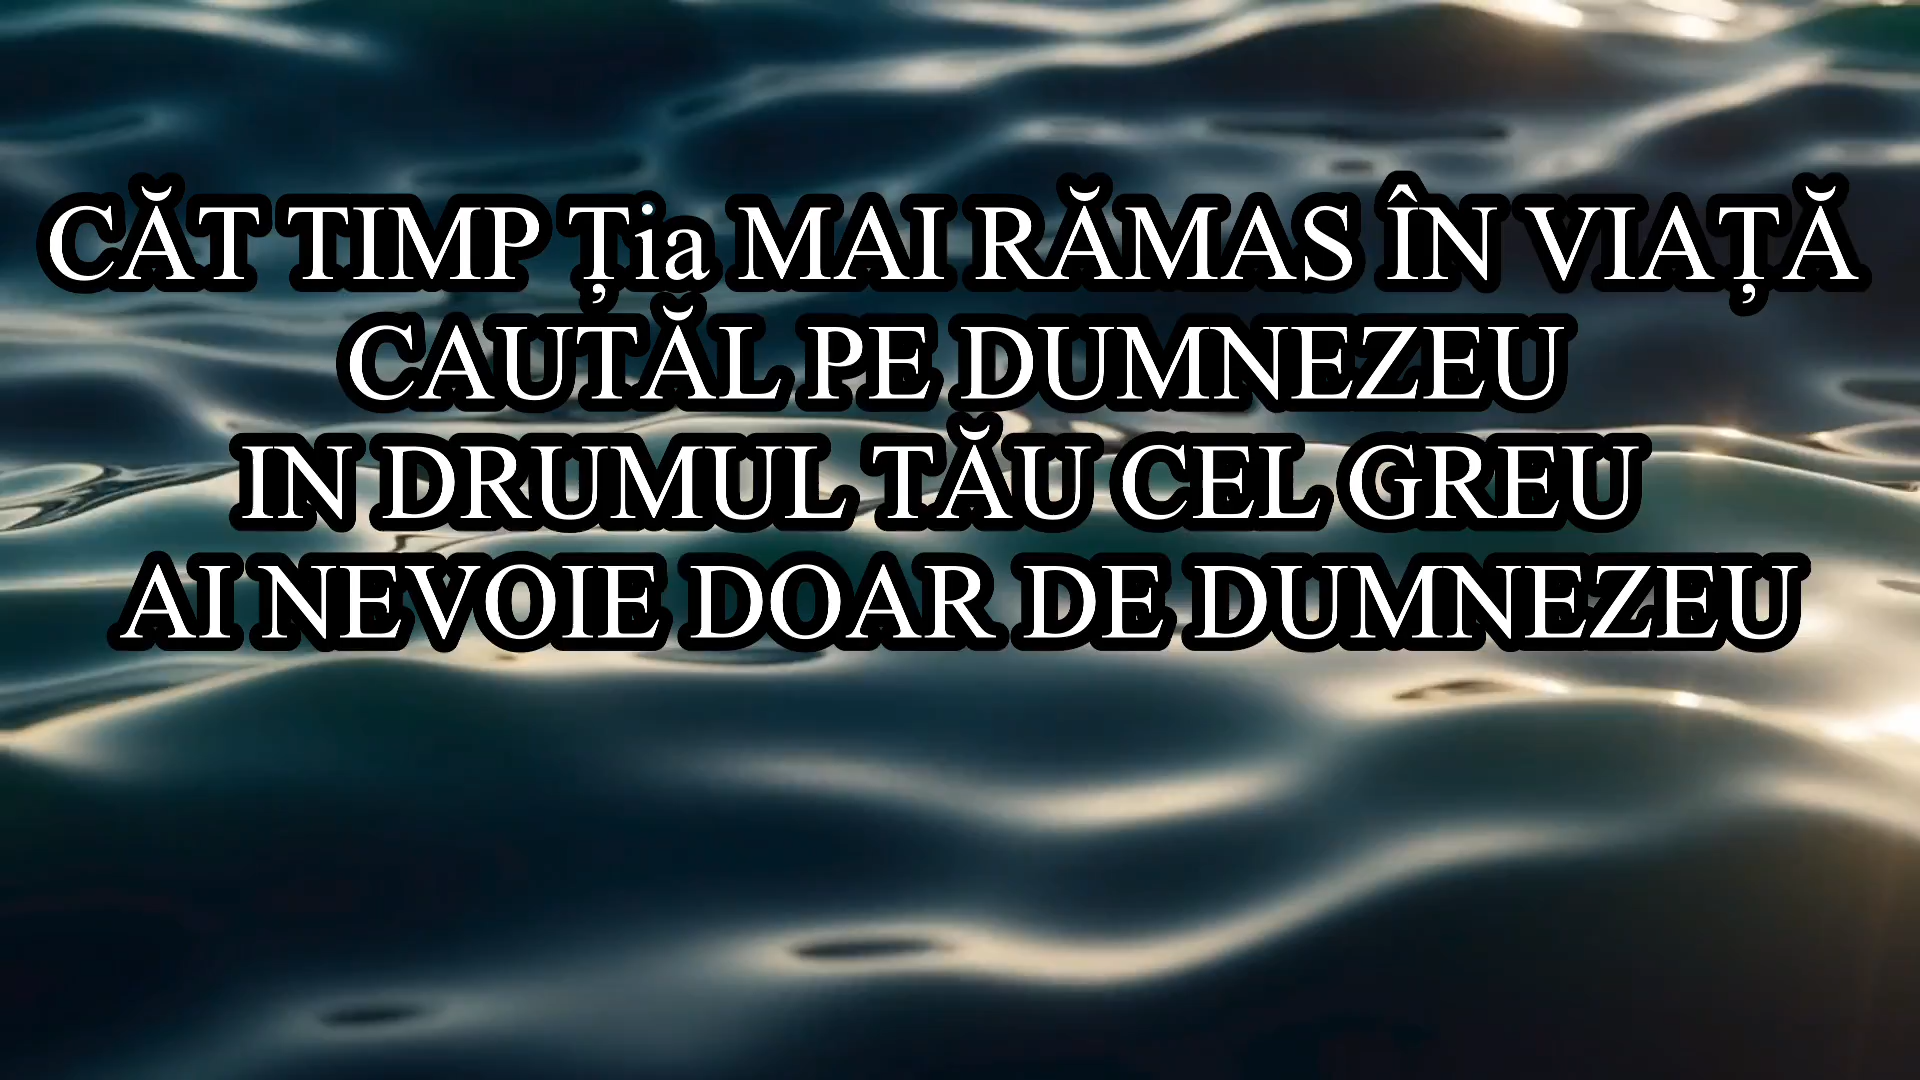 CĂT TIMP Ția MAI RĂMAS ÎN VIAȚĂ
CAUTĂL PE DUMNEZEU
IN DRUMUL TĂU CEL GREU
AI NEVOIE DOAR DE DUMNEZEU